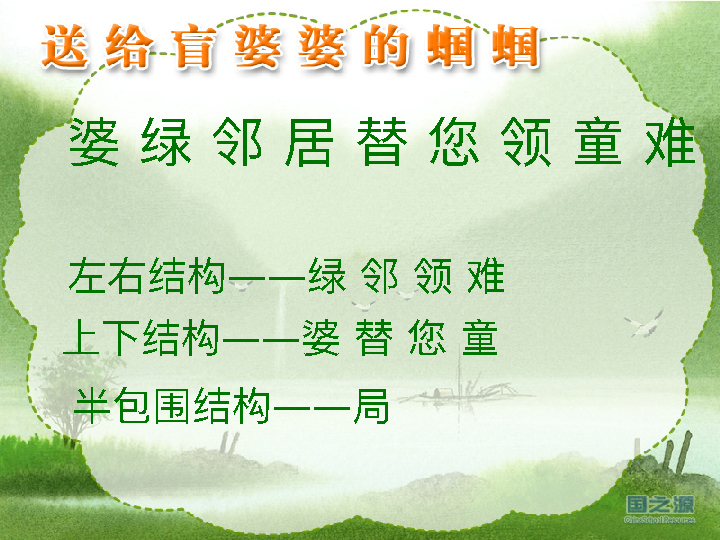 送给盲婆婆的蝈蝈
婆绿邻居替您领童难
左右结构——绿 邻 领 难
上下结构——婆 替 您 童
半包围结构——局
国之源
ChinaSchool Resources